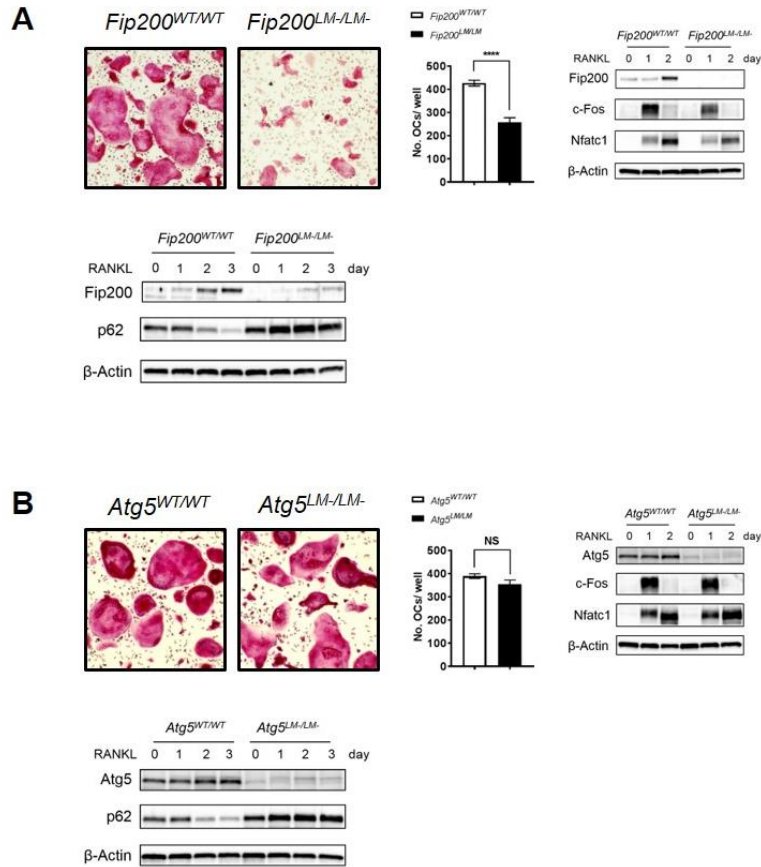 A
Fip200WT/WT Fip200LM-/LM-
Fip200WT/WT
Fip200LM/LM
****
No. OCs/ well
500
400
300
200
100
0
Fip200WT/WT Fip200LM-/LM-
RANKL 0 1 2 0 1 2
Fip200
c-Fos
Nfatc1
β-Actin
Fip200WT/WT Fip200LM-/LM-
RANKL 0 1 2 3 0 1 2 3 day
Fip200
p62
β-Actin
B
Atg5WT/WT Atg5LM-/LM-
Atg5WT/WT
Atg5LM/LM
NS
No. OCs/ well
500
400
300
200
100
0
Atg5WT/WT Atg5LM-/LM-
RANKL 0 1 2 0 1 2
Atg5
c-Fos
Nfatc1
β-Actin
Atg5WT/WT Atg5LM-/LM-
RANKL 0 1 2 3 0 1 2 3 day
Atg5
p62
β-Actin